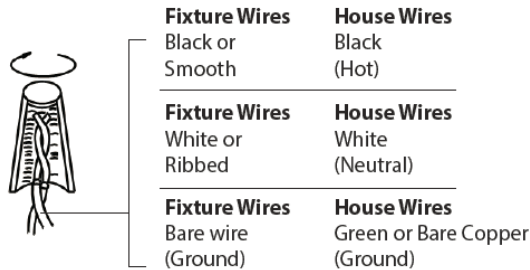 Fixture Wires House Wires
Black or Black
Smooth (Hot)
Fixture Wires House Wires
White or White
Ribbed (Neutral)
Fixture Wires House Wires
Bare wire Green or Bare Copper
(Ground) (Ground)